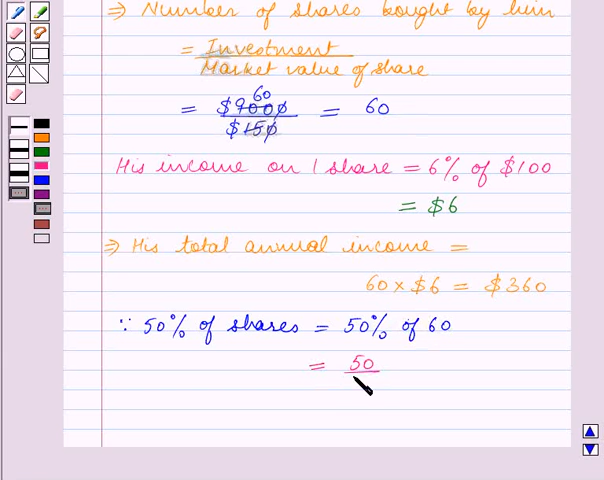 ⇒ Number of shares bought by him
= Investment / Market value of share
= $9000 / $150 60 = 60
His income on 1 share = 6% of $100
= $6
⇒ His total annual income =
60 × $6 = $360
∵ 50% of shares = 50% of 60
= 50